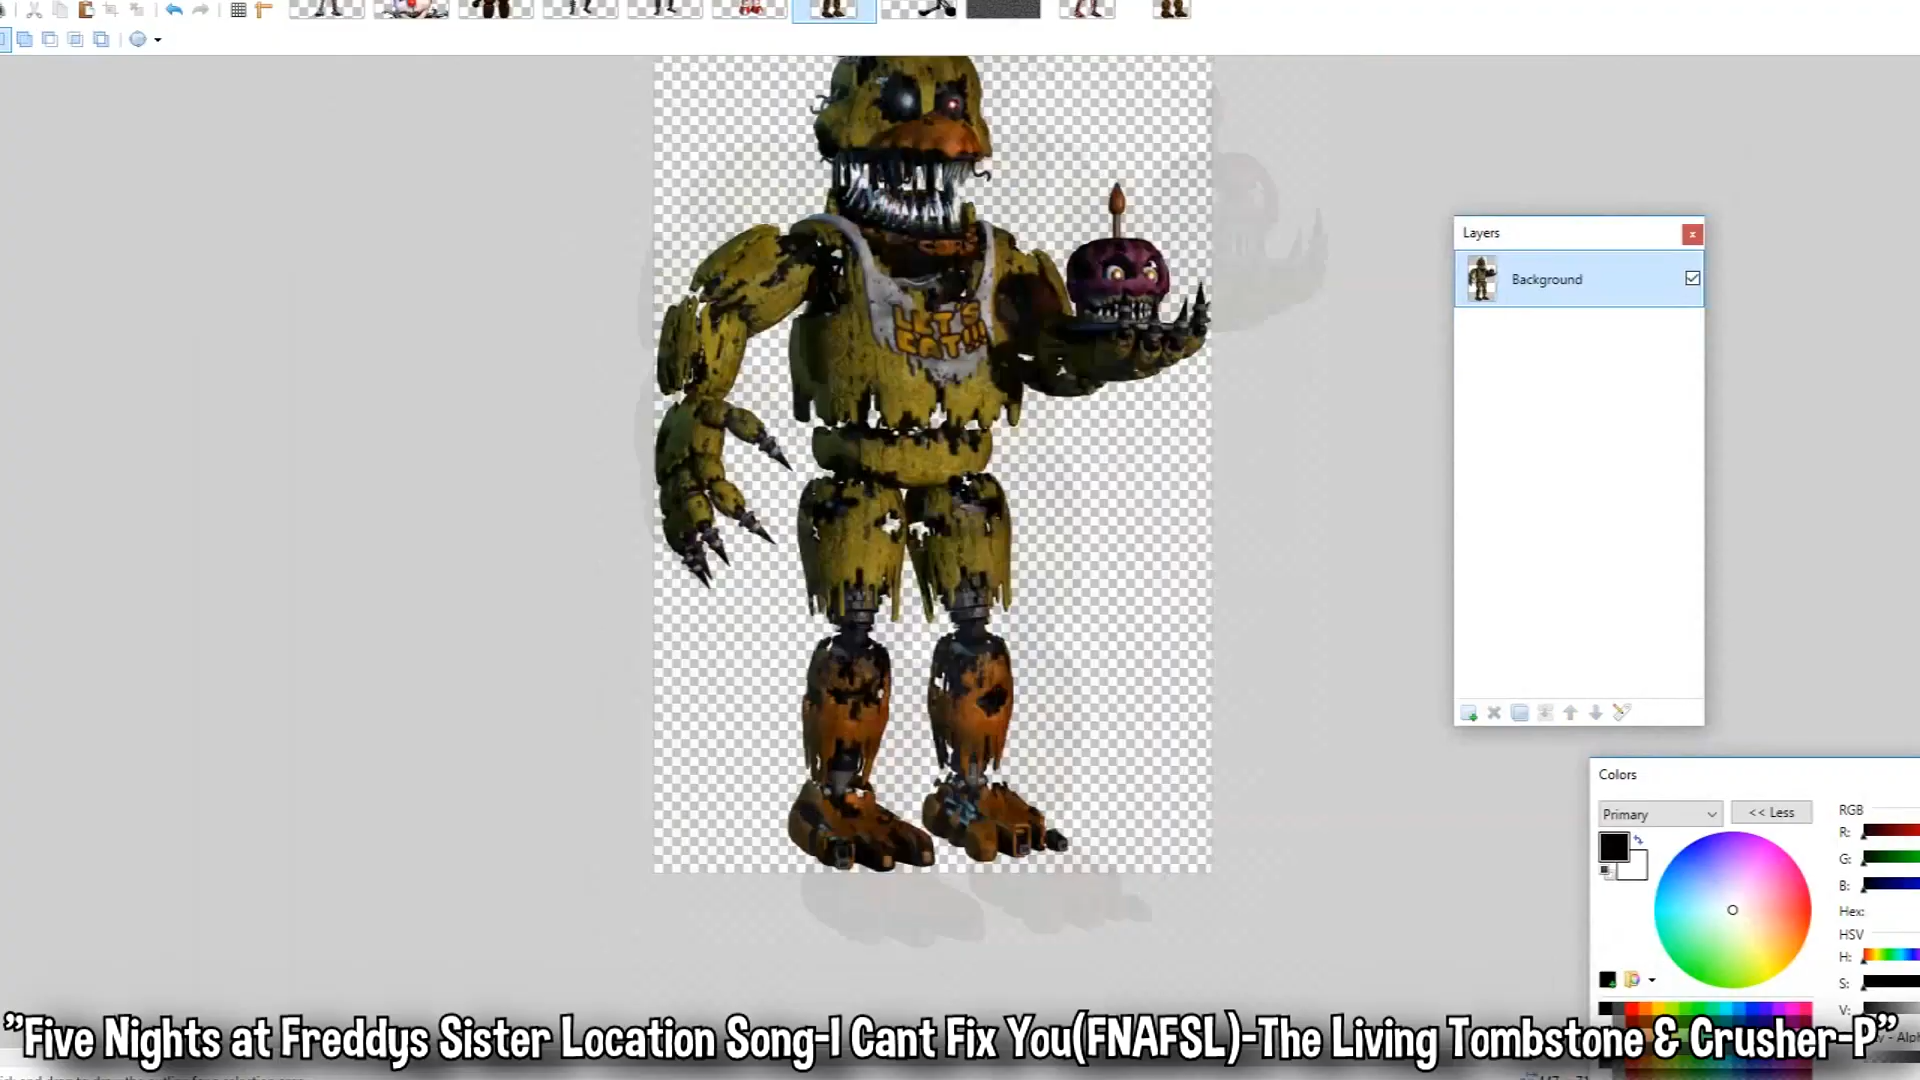 Layers
Background
LET'S
EAT!!!
Colors
Primary
<< Less
RGB
R:
G:
B:
Hex:
HSV
H:
S:
V:
"Five Nights at Freddys Sister Location Song-I Cant Fix You(FNAFSL)-The Living Tombstone & Crusher-P"